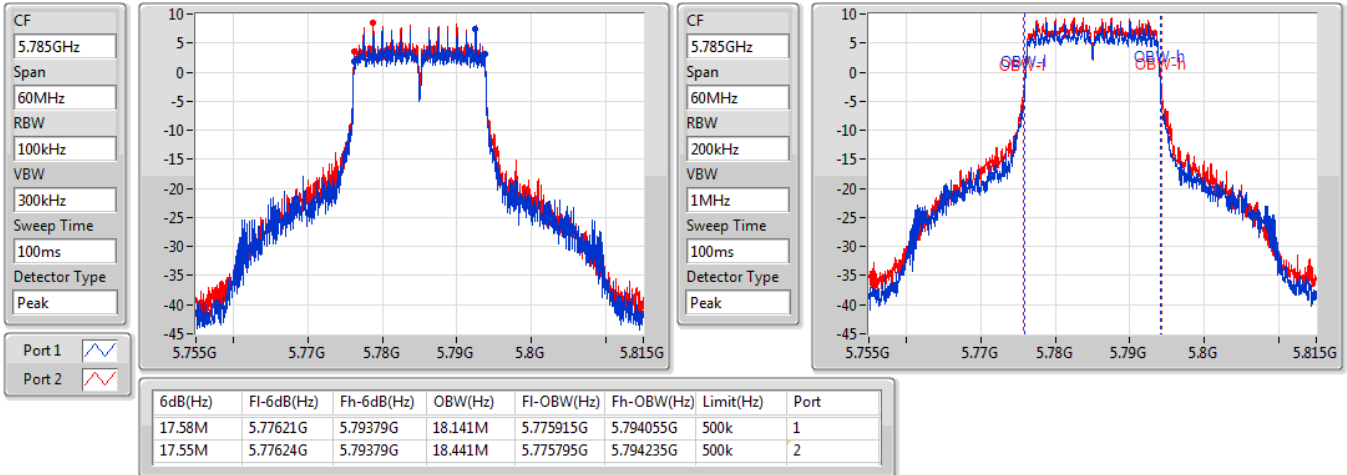 CF
5.785GHz
Span
60MHz
RBW
100kHz
VBW
300kHz
Sweep Time
100ms
Detector Type
Peak
Port 1
Port 2
10
5
0
-5
-10
-15
-20
-25
-30
-35
-40
-45
5.755G 5.77G 5.78G 5.79G 5.8G 5.815G
CF
5.785GHz
Span
60MHz
RBW
200kHz
VBW
1MHz
Sweep Time
100ms
Detector Type
Peak
10
5
0
-5
-10
-15
-20
-25
-30
-35
-40
-45
OBW-l OBW-h
OBW-l OBW-h
5.755G 5.77G 5.78G 5.79G 5.8G 5.815G
6dB(Hz) Fl-6dB(Hz) Fh-6dB(Hz) OBW(Hz) Fl-OBW(Hz) Fh-OBW(Hz) Limit(Hz) Port
17.58M 5.77621G 5.79379G 18.141M 5.775915G 5.794055G 500k 1
17.55M 5.77624G 5.79379G 18.441M 5.775795G 5.794235G 500k 2